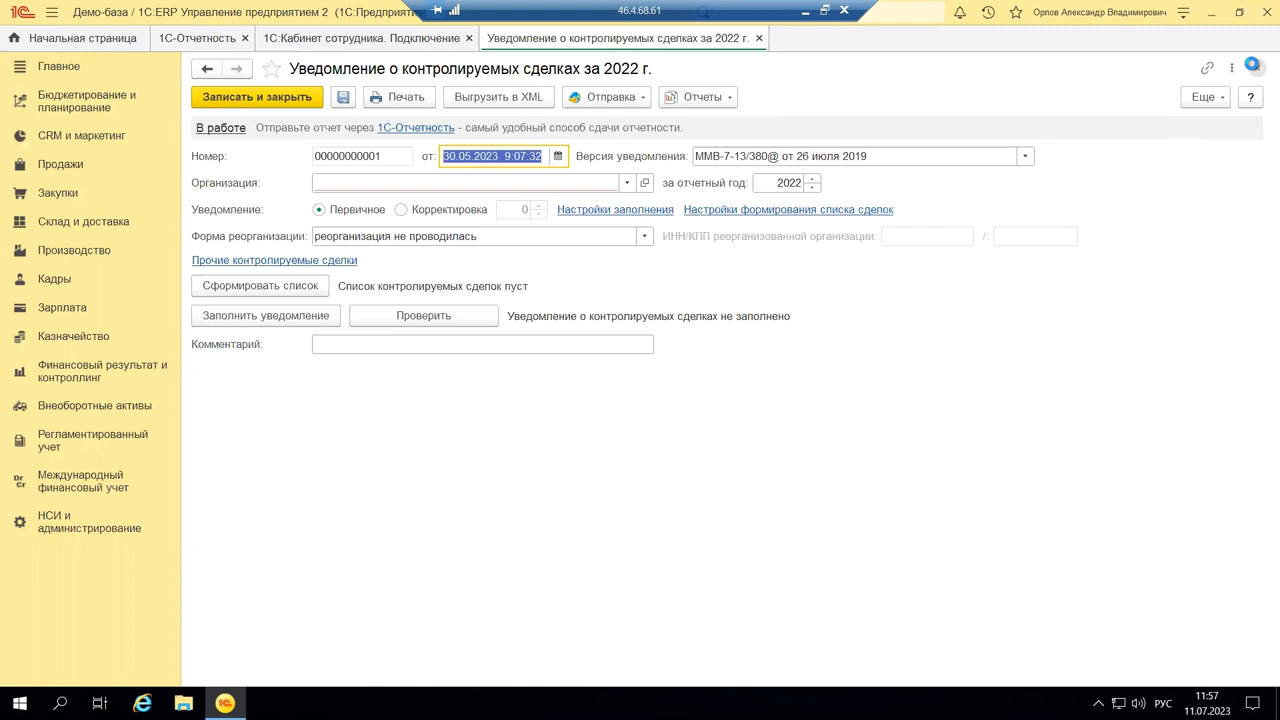 Демо-база / 1С:ERP Управление предприятием 2 (1С:Предприятие
46.4.68.61
Орлов Александр Владимирович
Начальная страница
1С-Отчетность ×
1С:Кабинет сотрудника. Подключение ×
Уведомление о контролируемых сделках за 2022 г. ×
Главное
Бюджетирование и
планирование
CRM и маркетинг
Продажи
Закупки
Склад и доставка
Производство
Кадры
Зарплата
Казначейство
Финансовый результат и
контроллинг
Внеоборотные активы
Регламентированный
учет
Dr
Cr
Международный
финансовый учет
НСИ и
администрирование
Уведомление о контролируемых сделках за 2022 г.
Записать и закрыть
Печать
Выгрузить в XML
Отправка
Отчеты
Еще
?
В работе Отправьте отчет через 1С-Отчетность - самый удобный способ сдачи отчетности.
Номер: 00000000001 от: 30.05.2023 9:07:32 Версия уведомления: ММВ-7-13/380@ от 26 июля 2019
Организация: за отчетный год: 2022
Уведомление: Первичное Корректировка 0 Настройки заполнения Настройки формирования списка сделок
Форма реорганизации: реорганизация не проводилась ИНН/КПП реорганизованной организации: /:
Прочие контролируемые сделки
Сформировать список Список контролируемых сделок пуст
Заполнить уведомление Проверить Уведомление о контролируемых сделках не заполнено
Комментарий:
РУС
11:57
11.07.2023